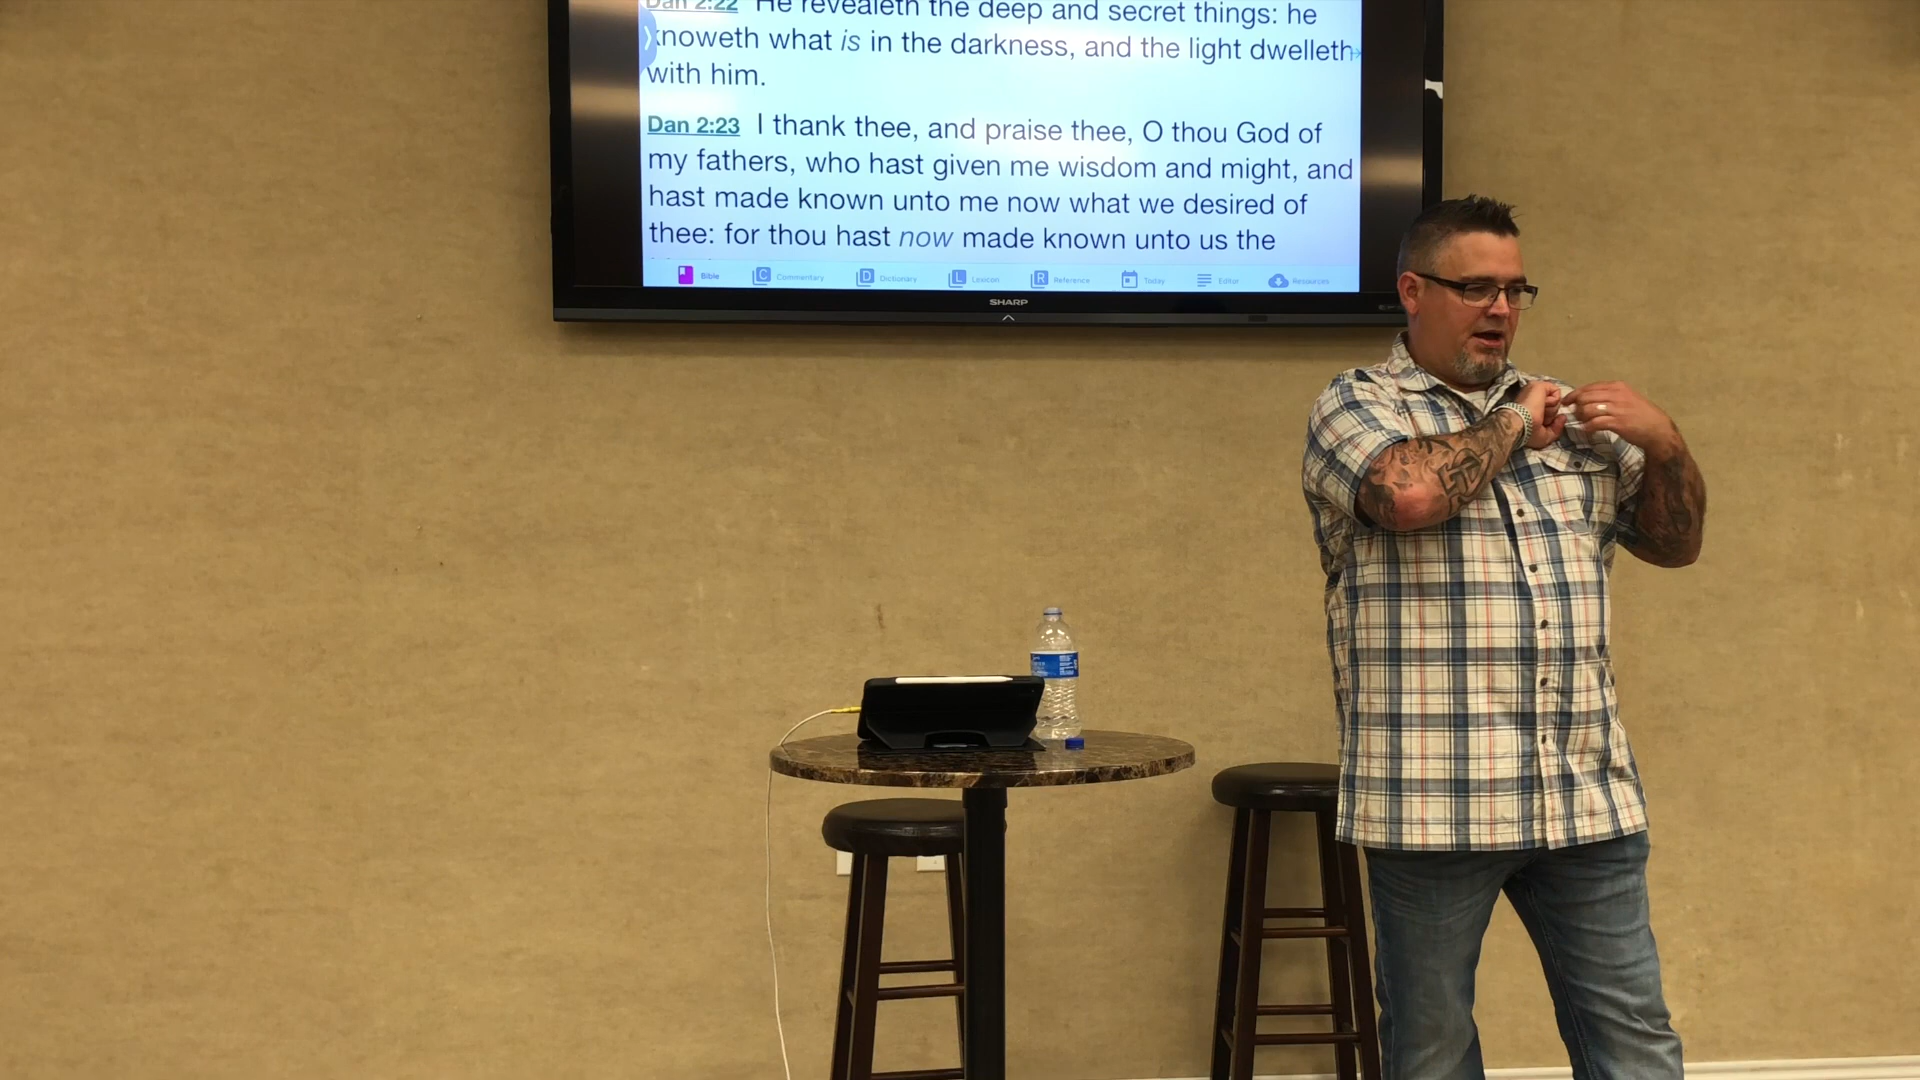 Dan 2:22 He revealeth the deep and secret things: he
knoweth what is in the darkness, and the light dwelleth
with him.
Dan 2:23 I thank thee, and praise thee, O thou God of
my fathers, who hast given me wisdom and might, and
hast made known unto me now what we desired of
thee: for thou hast now made known unto us the
Bible C Commentary D Dictionary L Lexicon R Reference Today Editor Resources
SHARP